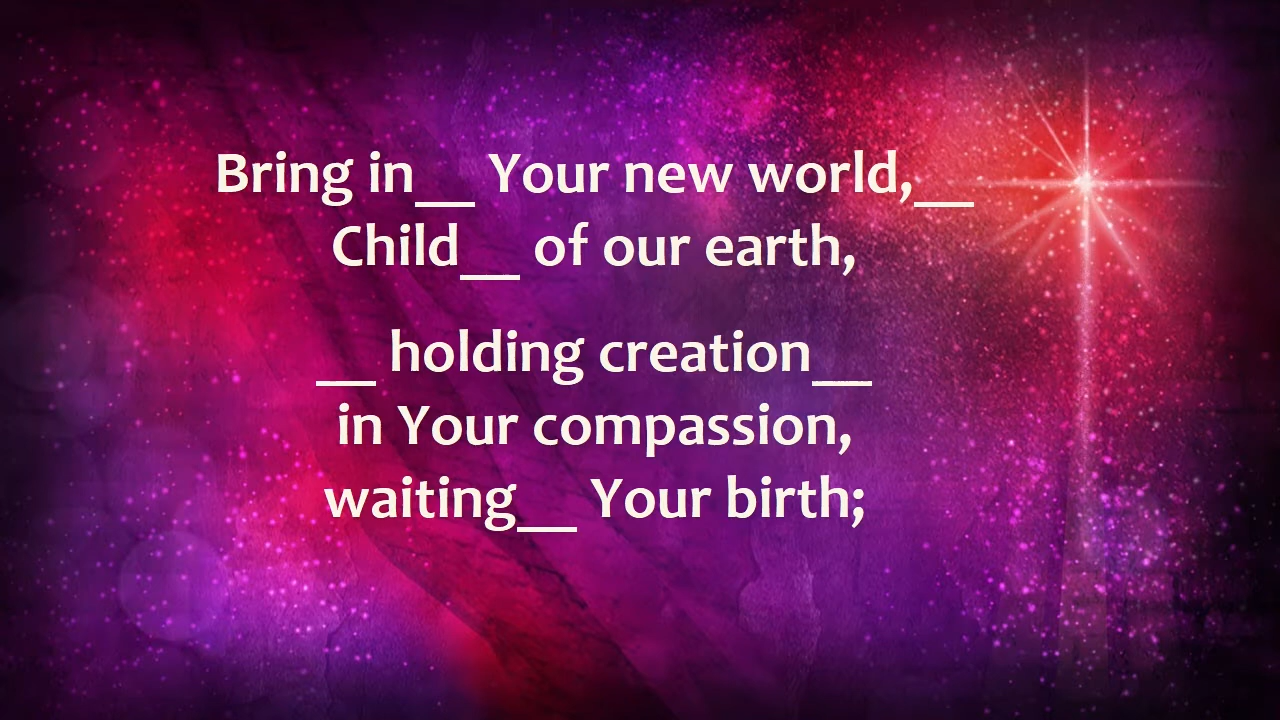 Bring in__ Your new world,__
Child__ of our earth,
__ holding creation__
in Your compassion,
waiting__ Your birth;